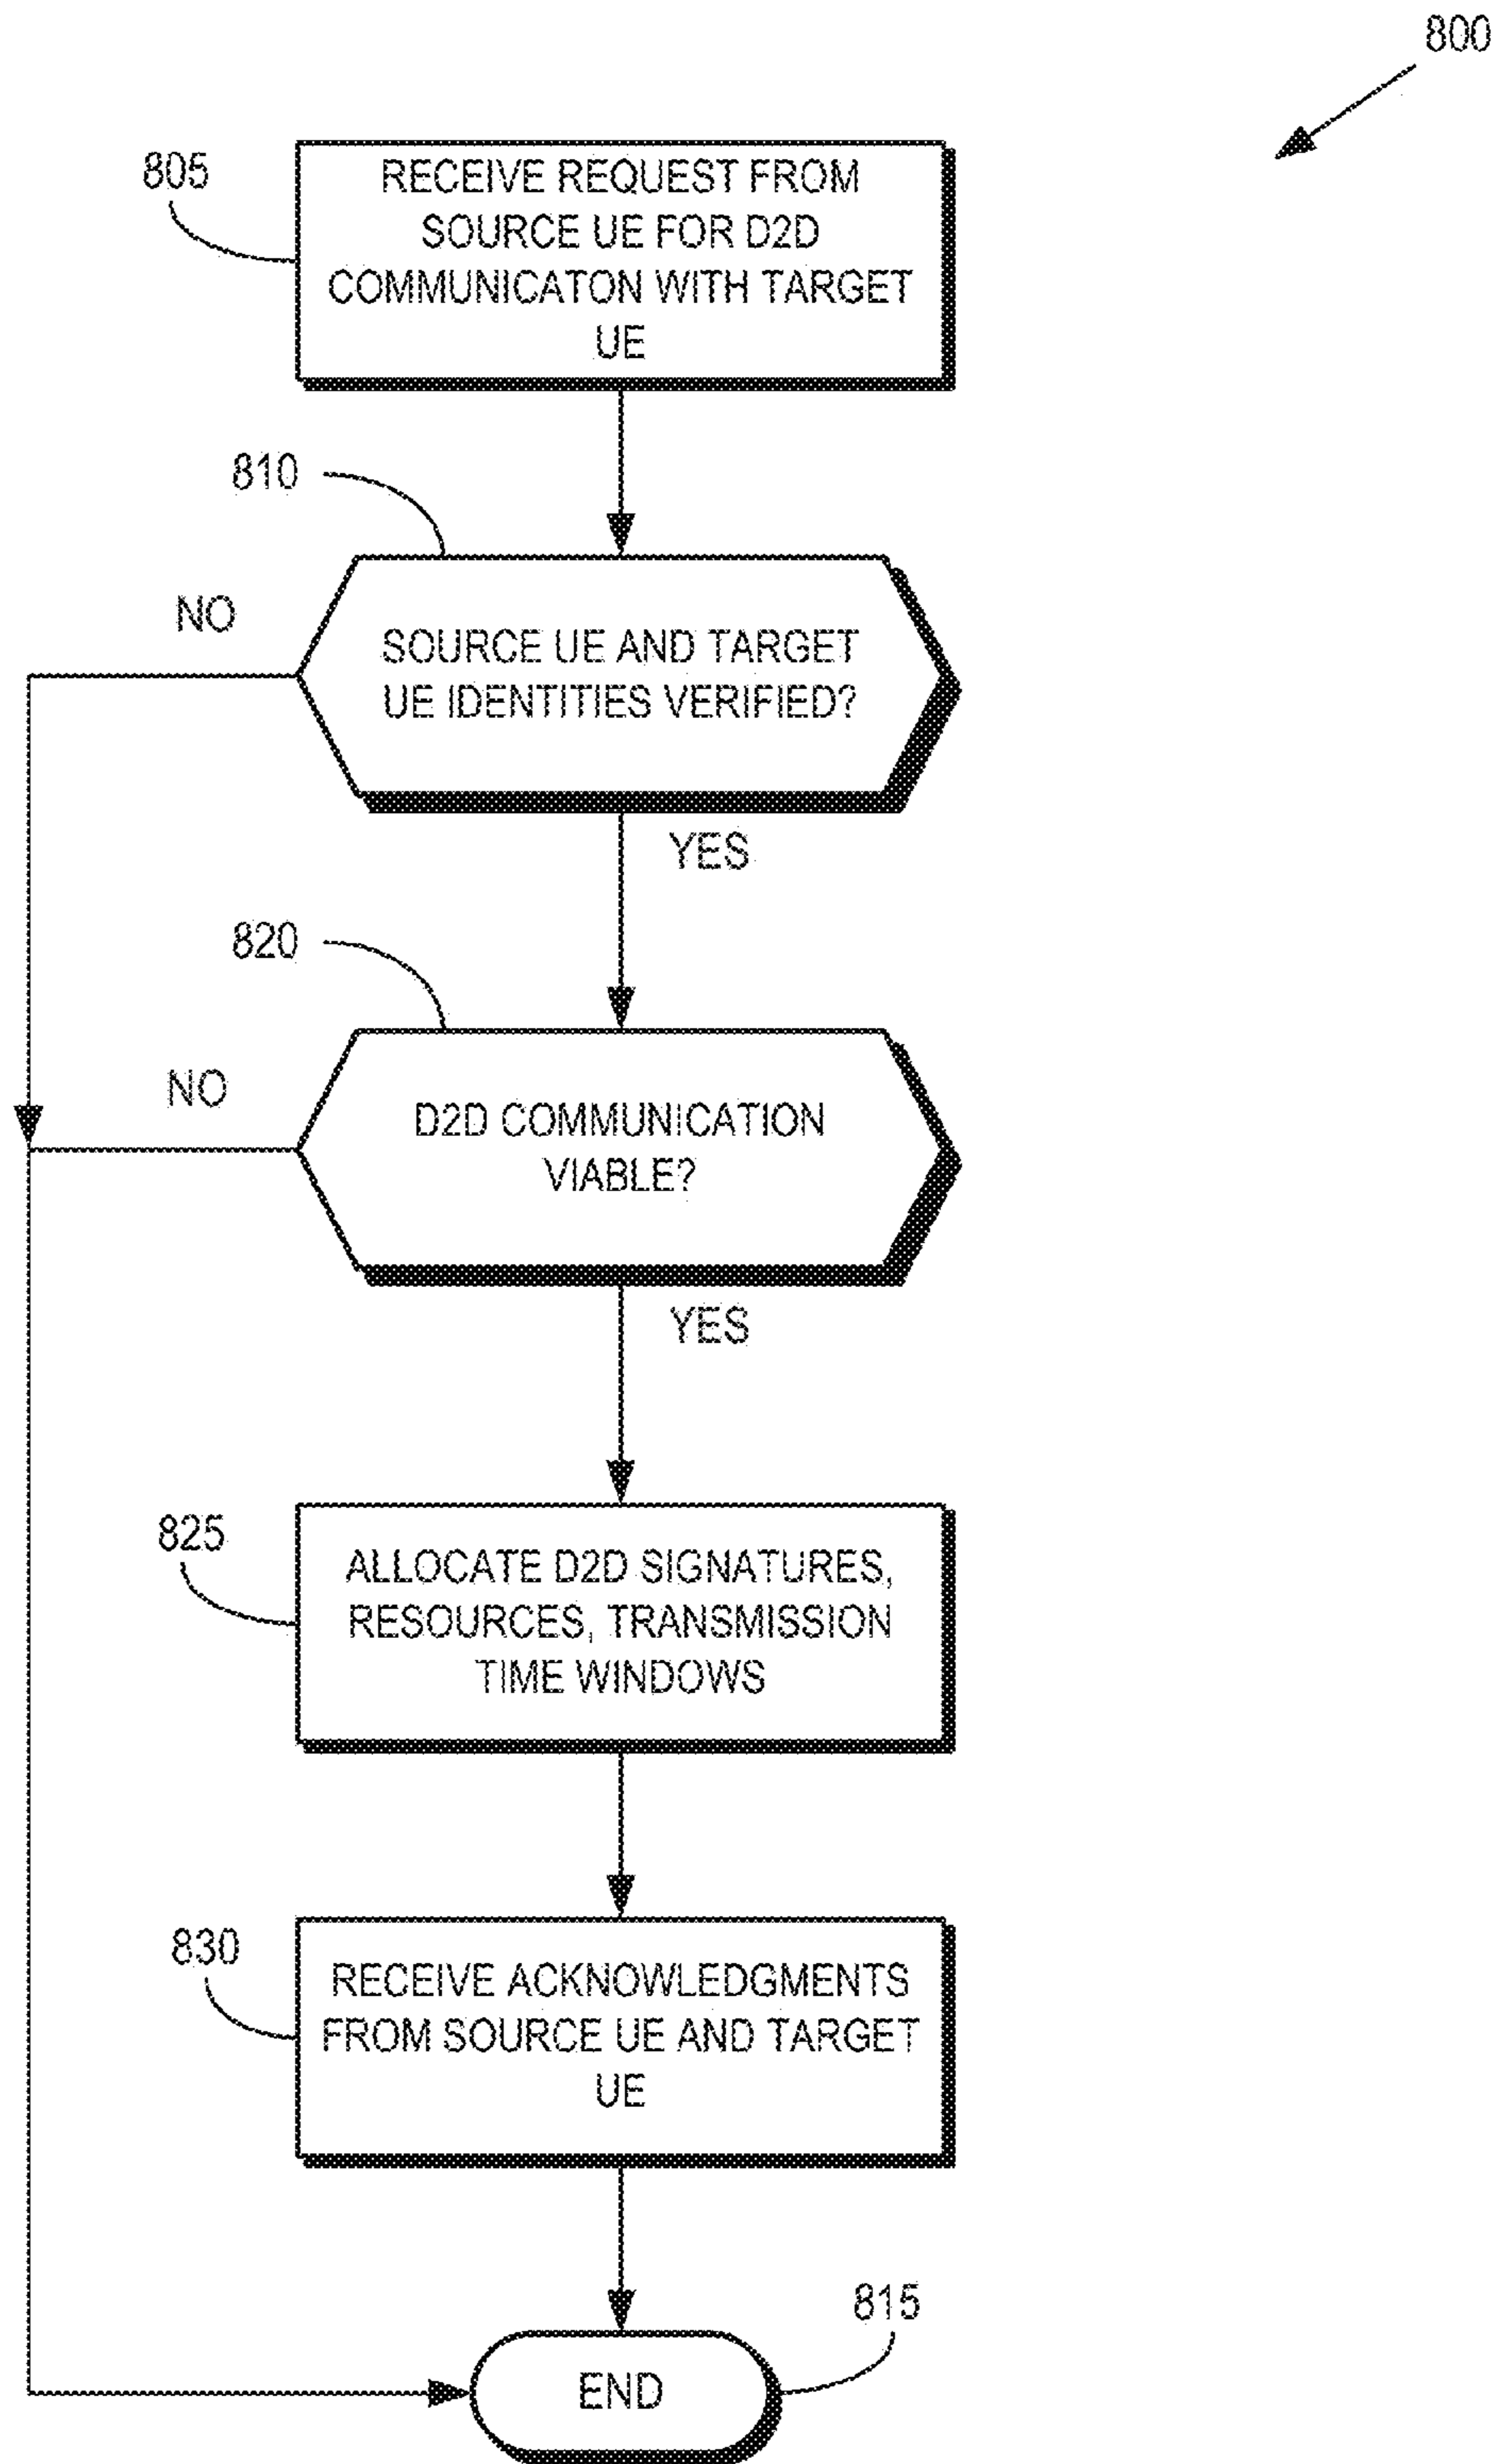 800
805
RECEIVE REQUEST FROM
SOURCE UE FOR D2D
COMMUNICATON WITH TARGET
UE
810
NO
SOURCE UE AND TARGET
UE IDENTITIES VERIFIED?
YES
820
NO
D2D COMMUNICATION
VIABLE?
YES
825
ALLOCATE D2D SIGNATURES,
RESOURCES, TRANSMISSION
TIME WINDOWS
830
RECEIVE ACKNOWLEDGMENTS
FROM SOURCE UE AND TARGET
UE
815
END